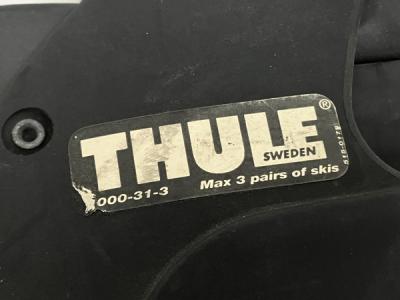 THULE®
SWEDEN
000-31-3 Max 3 pairs of skis